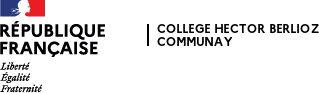 RÉPUBLIQUE
FRANÇAISE
Liberté
Égalité
Fraternité
COLLEGE HECTOR BERLIOZ
COMMUNAY